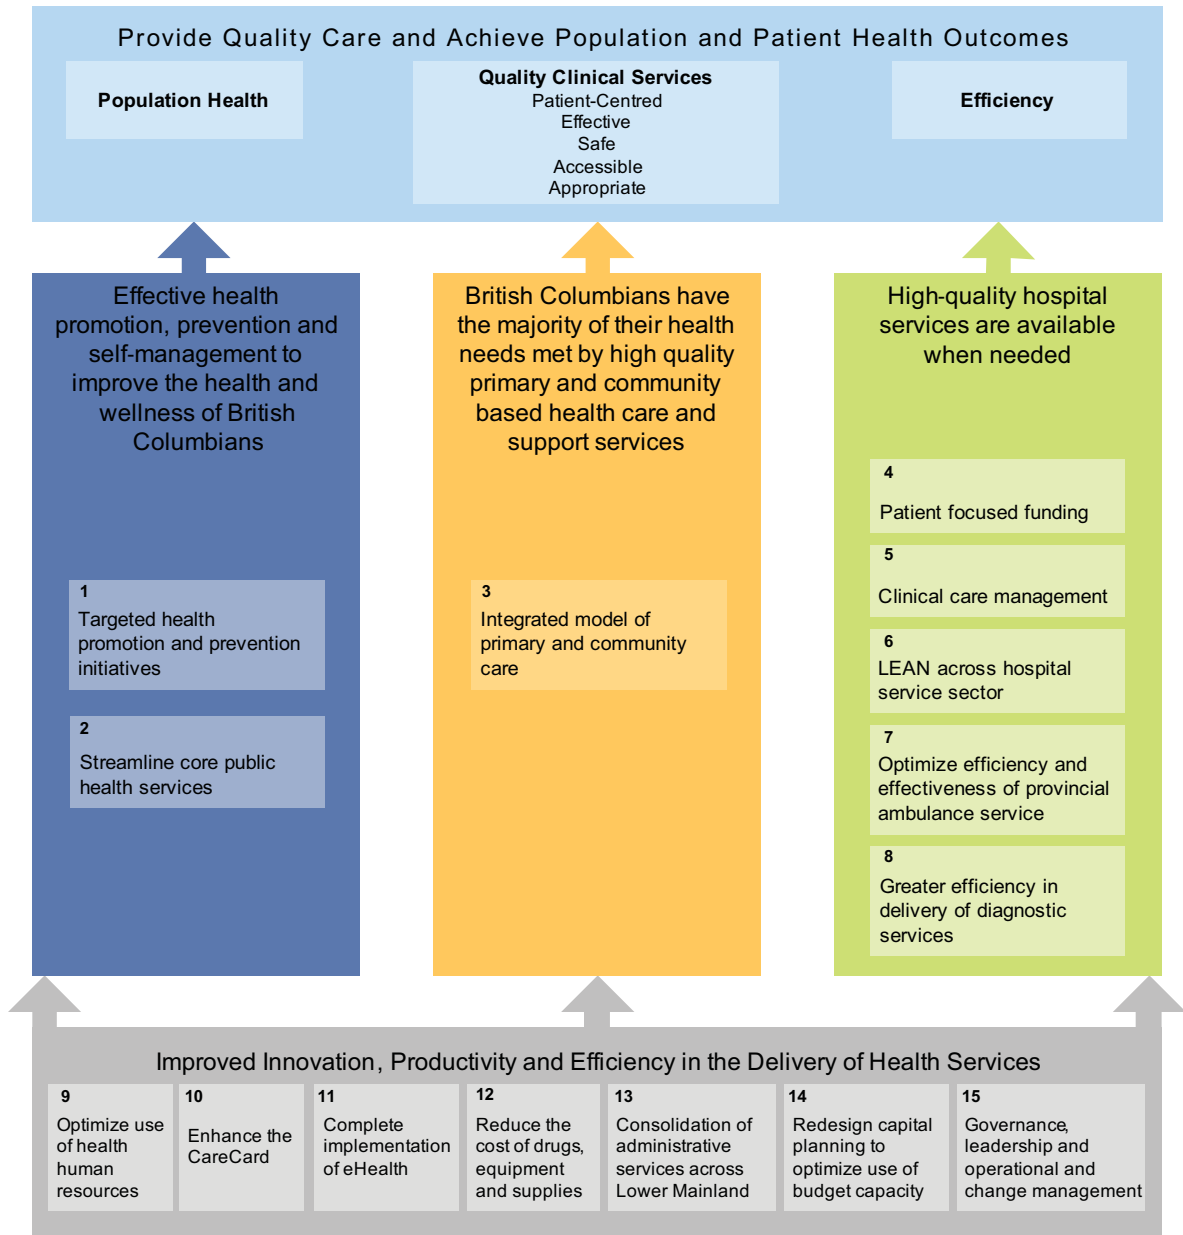 Provide Quality Care and Achieve Population and Patient Health Outcomes
Population Health
Quality Clinical Services
Patient-Centred
Effective
Safe
Accessible
Appropriate
Efficiency
Effective health
promotion, prevention and
self-management to
improve the health and
wellness of British
Columbians
1
Targeted health
promotion and prevention
initiatives
2
Streamline core public
health services
British Columbians have
the majority of their health
needs met by high quality
primary and community
based health care and
support services
3
Integrated model of
primary and community
care
High-quality hospital
services are available
when needed
4
Patient focused funding
5
Clinical care management
6
LEAN across hospital
service sector
7
Optimize efficiency and
effectiveness of provincial
ambulance service
8
Greater efficiency in
delivery of diagnostic
services
Improved Innovation, Productivity and Efficiency in the Delivery of Health Services
9
Optimize use
of health
human
resources
10
Enhance the
CareCard
11
Complete
implementation
of eHealth
12
Reduce the
cost of drugs,
equipment
and supplies
13
Consolidation of
administrative
services across
Lower Mainland
14
Redesign capital
planning to
optimize use of
budget capacity
15
Governance,
leadership and
operational and
change management